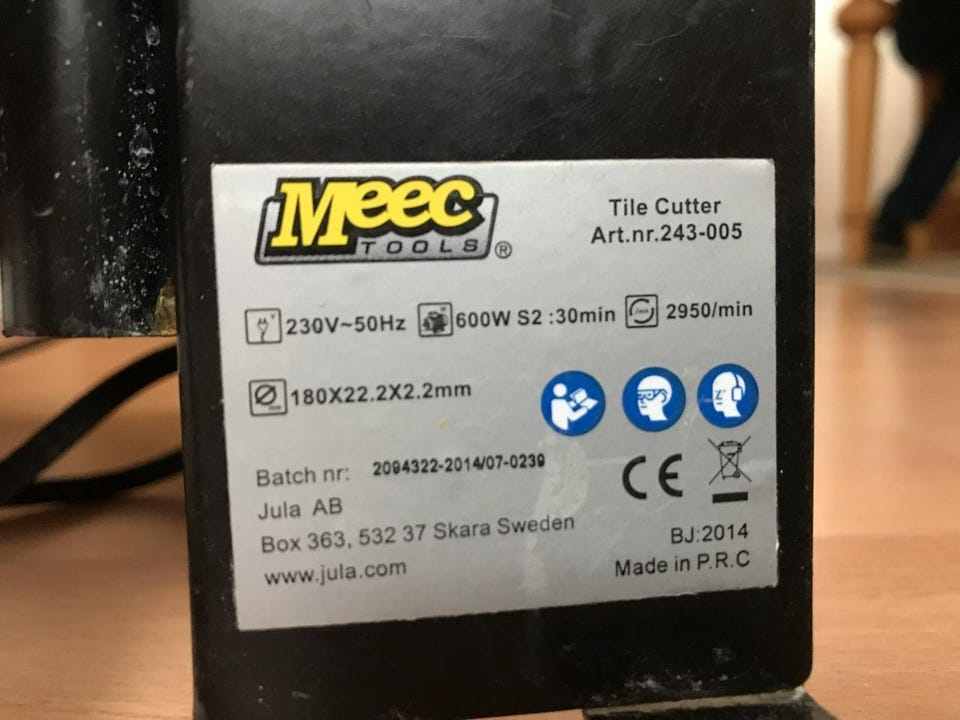 Meec
TOOLS®
Tile Cutter
Art.nr.243-005
230V~50Hz 600W S2 :30min 2950/min
180X22.2X2.2mm
Batch nr: 2094322-2014/07-0239
Jula AB
Box 363, 532 37 Skara Sweden
www.jula.com
CE
BJ:2014
Made in P.R.C